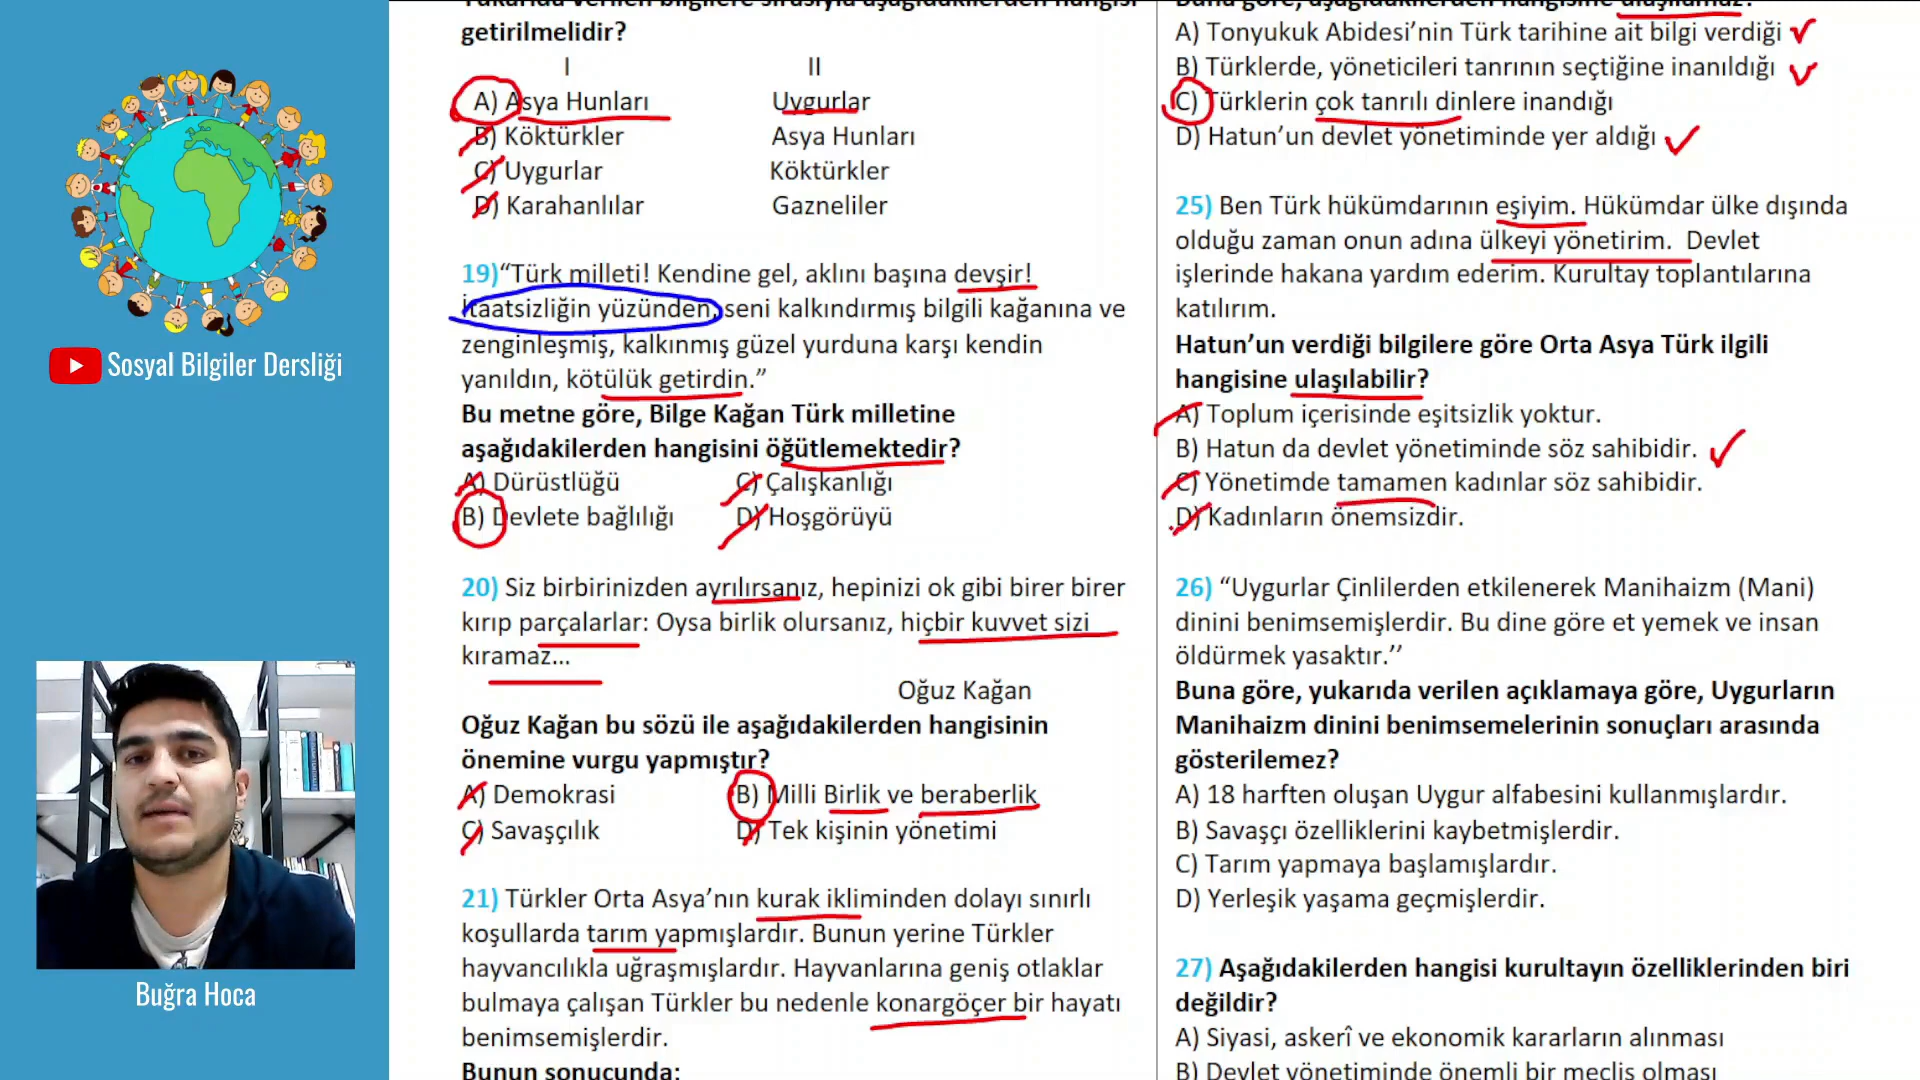 Sosyal Bilgiler Dersliği
Buğra Hoca
Yukarıda verilen bilgilere sırasıyla aşağıdakilerden hangisi
getirilmelidir?
I II
A) Asya Hunları Uygurlar
B) Köktürkler Asya Hunları
C) Uygurlar Köktürkler
D) Karahanlılar Gazneliler
19)“Türk milleti! Kendine gel, aklını başına devşir!
İtaatsizliğin yüzünden, seni kalkındırmış bilgili kağanına ve
zenginleşmiş, kalkınmış güzel yurduna karşı kendin
yanıldın, kötülük getirdin.”
Bu metne göre, Bilge Kağan Türk milletine
aşağıdakilerden hangisini öğütlemektedir?
A) Dürüstlüğü C) Çalışkanlığı
B) Devlete bağlılığı D) Hoşgörüyü
20) Siz birbirinizden ayrılırsanız, hepinizi ok gibi birer birer
kırıp parçalarlar: Oysa birlik olursanız, hiçbir kuvvet sizi
kıramaz...
Oğuz Kağan
Oğuz Kağan bu sözü ile aşağıdakilerden hangisinin
önemine vurgu yapmıştır?
A) Demokrasi B) Milli Birlik ve beraberlik
C) Savaşçılık D) Tek kişinin yönetimi
21) Türkler Orta Asya’nın kurak ikliminden dolayı sınırlı
koşullarda tarım yapmışlardır. Bunun yerine Türkler
hayvancılıkla uğraşmışlardır. Hayvanlarına geniş otlaklar
bulmaya çalışan Türkler bu nedenle konargöçer bir hayatı
benimsemişlerdir.
Bunun sonucunda;
Buna göre, aşağıdakilerden hangisine ulaşılamaz?
A) Tonyukuk Abidesi’nin Türk tarihine ait bilgi verdiği
B) Türklerde, yöneticileri tanrının seçtiğine inanıldığı
C) Türklerin çok tanrılı dinlere inandığı
D) Hatun’un devlet yönetiminde yer aldığı
25) Ben Türk hükümdarının eşiyim. Hükümdar ülke dışında
olduğu zaman onun adına ülkeyi yönetirim. Devlet
işlerinde hakana yardım ederim. Kurultay toplantılarına
katılırım.
Hatun’un verdiği bilgilere göre Orta Asya Türk ilgili
hangisine ulaşılabilir?
A) Toplum içerisinde eşitsizlik yoktur.
B) Hatun da devlet yönetiminde söz sahibidir.
C) Yönetimde tamamen kadınlar söz sahibidir.
D) Kadınların önemsizdir.
26) “Uygurlar Çinlilerden etkilenerek Manihaizm (Mani)
dinini benimsemişlerdir. Bu dine göre et yemek ve insan
öldürmek yasaktır.’’
Buna göre, yukarıda verilen açıklamaya göre, Uygurların
Manihaizm dinini benimsemelerinin sonuçları arasında
gösterilemez?
A) 18 harften oluşan Uygur alfabesini kullanmışlardır.
B) Savaşçı özelliklerini kaybetmişlerdir.
C) Tarım yapmaya başlamışlardır.
D) Yerleşik yaşama geçmişlerdir.
27) Aşağıdakilerden hangisi kurultayın özelliklerinden biri
değildir?
A) Siyasi, askerî ve ekonomik kararların alınması
B) Devlet yönetiminde önemli bir meclis olması